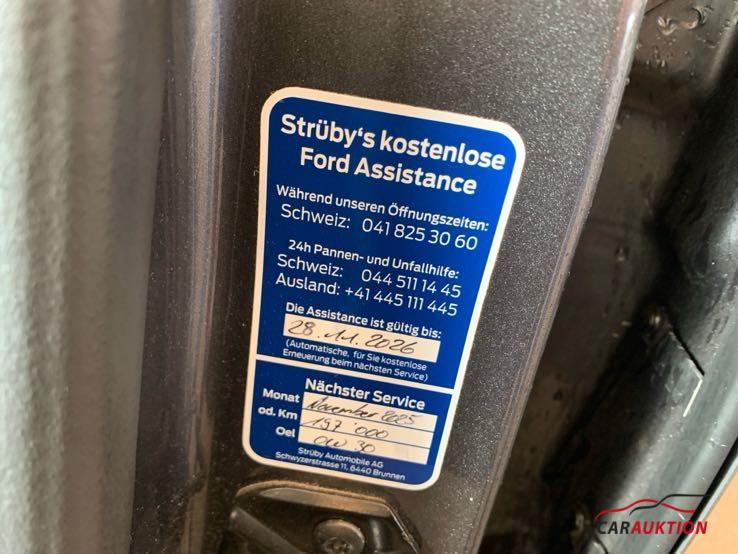 Strüby's kostenlose
Ford Assistance
Während unseren Öffnungszeiten:
Schweiz: 041 825 30 60
24h Pannen- und Unfallhilfe:
Schweiz: 044 511 14 45
Ausland: +41 445 111 445
Die Assistance ist gültig bis:
28.11.2026
(Automatische, für Sie kostenlose
Erneuerung beim nächsten Service)
Nächster Service
Monat November 2025
od. Km 197'000
Oel 0W30
Strüby Automobile AG
Schwyzerstrasse 11, 6440 Brunnen
CARAUKTION